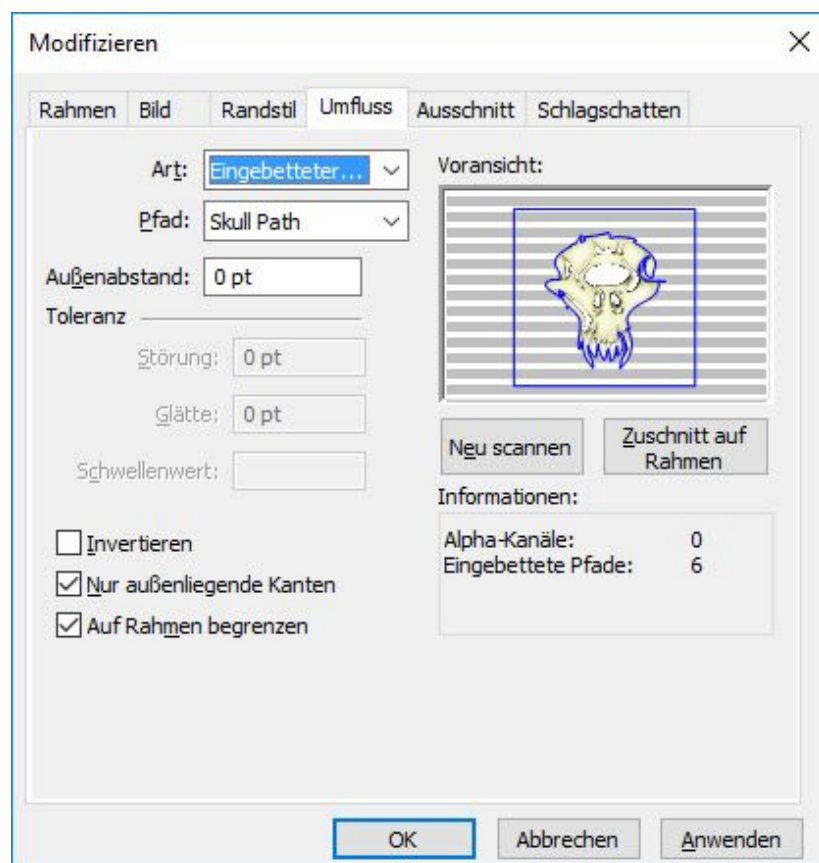 Modifizieren
Rahmen Bild Randstil Umfluss Ausschnitt Schlagschatten
Art: Eingebetteter...
Pfad: Skull Path
Außenabstand: 0 pt
Toleranz
Störung: 0 pt
Glätte: 0 pt
Schwellenwert:
Invertieren
Nur außenliegende Kanten
Auf Rahmen begrenzen
Voransicht:
Neu scannen
Zuschnitt auf
Rahmen
Informationen:
Alpha-Kanäle: 0
Eingebettete Pfade: 6
OK Abbrechen Anwenden